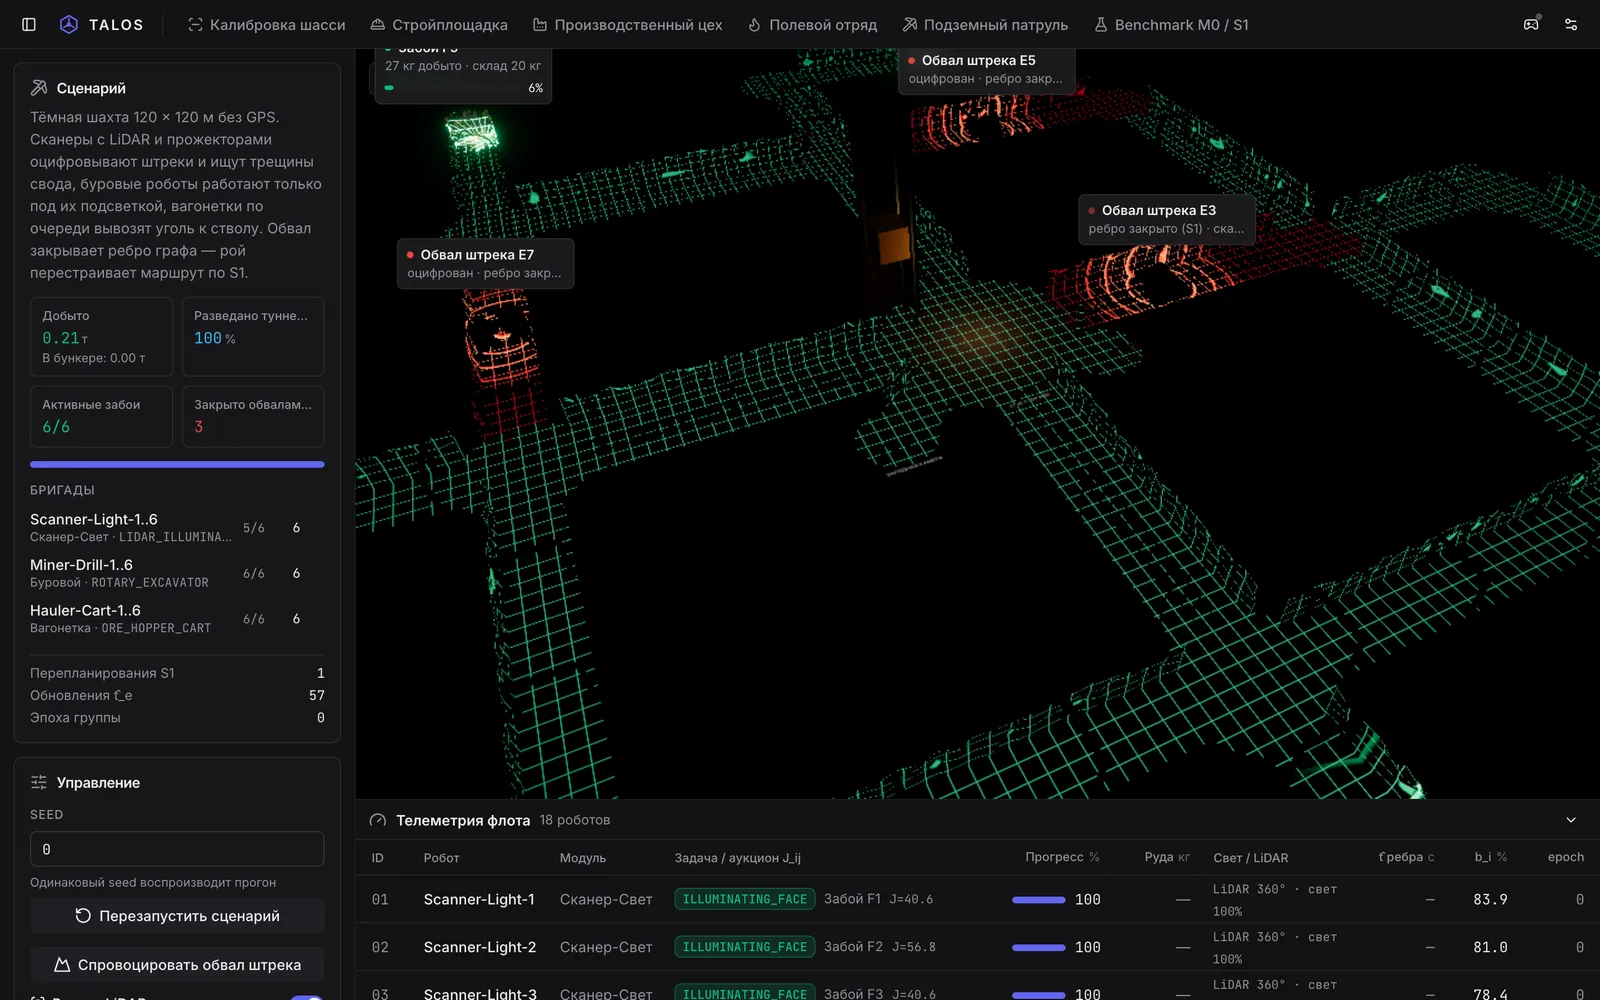 TALOS
Калибровка шасси
Стройплощадка
Производственный цех
Полевой отряд
Подземный патруль
Benchmark M0 / S1
Сценарий
Тёмная шахта 120 × 120 м без GPS.
Сканеры с LiDAR и прожекторами
оцифровывают штреки и ищут трещины
свода, буровые роботы работают только
под их подсветкой, вагонетки по
очереди вывозят уголь к стволу. Обвал
закрывает ребро графа — рой
перестраивает маршрут по S1.
Добыто
0.21 т
В бункере: 0.00 т
Разведано тунне...
100 %
Активные забои
6/6
Закрыто обвалам...
3
БРИГАДЫ
Scanner-Light-1..6
5/6 6
Сканер-Свет · LIDAR_ILLUMINA...
Miner-Drill-1..6
6/6 6
Буровой · ROTARY_EXCAVATOR
Hauler-Cart-1..6
6/6 6
Вагонетка · ORE_HOPPER_CART
Перепланирования S1 1
Обновления t̂_e 57
Эпоха группы 0
Управление
SEED
0
Одинаковый seed воспроизводит прогон
Перезапустить сценарий
Спровоцировать обвал штрека
27 кг добыто · склад 20 кг
6%
Обвал штрека E5
оцифрован · ребро закр...
Обвал штрека E3
ребро закрыто (S1) · ска...
Обвал штрека E7
оцифрован · ребро закр...
Телеметрия флота 18 роботов
ID Робот Модуль Задача / аукцион J_ij Прогресс % Руда кг Свет / LiDAR t̂ ребра с b_i % epoch
01 Scanner-Light-1 Сканер-Свет ILLUMINATING_FACE Забой F1 J=40.6 100 — LiDAR 360° · свет 100% — 83.9 0
02 Scanner-Light-2 Сканер-Свет ILLUMINATING_FACE Забой F2 J=56.8 100 — LiDAR 360° · свет 100% — 81.0 0
03 Scanner-Light-3 Сканер-Свет ILLUMINATING_FACE Забой F3 J=40.6 100 — LiDAR 360° · свет — 78.4 0